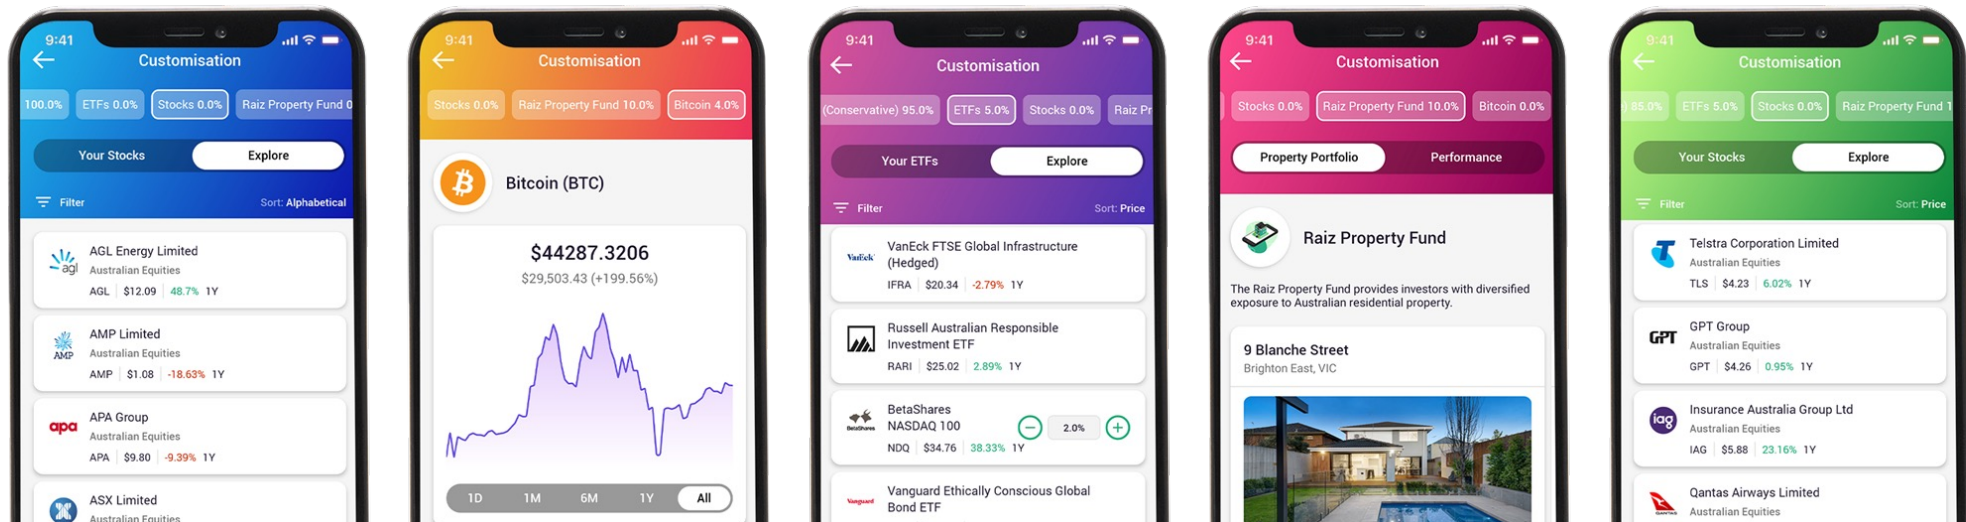 9:41
Customisation
100.0%
ETFs 0.0%
Stocks 0.0%
Raiz Property Fund 0
Your Stocks
Explore
Filter
Sort: Alphabetical
agl
AGL Energy Limited
Australian Equities
AGL $12.09 48.7% 1Y
AMP
AMP Limited
Australian Equities
AMP $1.08 -18.63% 1Y
apa
APA Group
Australian Equities
APA $9.80 -9.39% 1Y
ASX Limited
Australian Equities
9:41
Customisation
Stocks 0.0%
Raiz Property Fund 10.0%
Bitcoin 4.0%
Bitcoin (BTC)
$44287.3206
$29,503.43 (+199.56%)
1D
1M
6M
1Y
All
9:41
Customisation
(Conservative) 95.0%
ETFs 5.0%
Stocks 0.0%
Raiz Pr
Your ETFs
Explore
Filter
Sort: Price
VanEck
VanEck FTSE Global Infrastructure
(Hedged)
IFRA $20.34 -2.79% 1Y
Russell Australian Responsible
Investment ETF
RARI $25.02 2.89% 1Y
BetaShares
BetaShares
NASDAQ 100
2.0%
NDQ $34.76 38.33% 1Y
Vanguard
Vanguard Ethically Conscious Global
Bond ETF
9:41
Customisation
Stocks 0.0%
Raiz Property Fund 10.0%
Bitcoin 0.0%
Property Portfolio
Performance
Raiz Property Fund
The Raiz Property Fund provides investors with diversified
exposure to Australian residential property.
9 Blanche Street
Brighton East, VIC
9:41
Customisation
) 85.0%
ETFs 5.0%
Stocks 0.0%
Raiz Property Fund 1
Your Stocks
Explore
Filter
Sort: Price
Telstra Corporation Limited
Australian Equities
TLS $4.23 6.02% 1Y
GPT
GPT Group
Australian Equities
GPT $4.26 0.95% 1Y
iag
Insurance Australia Group Ltd
Australian Equities
IAG $5.88 23.16% 1Y
QANTAS
Qantas Airways Limited
Australian Equities